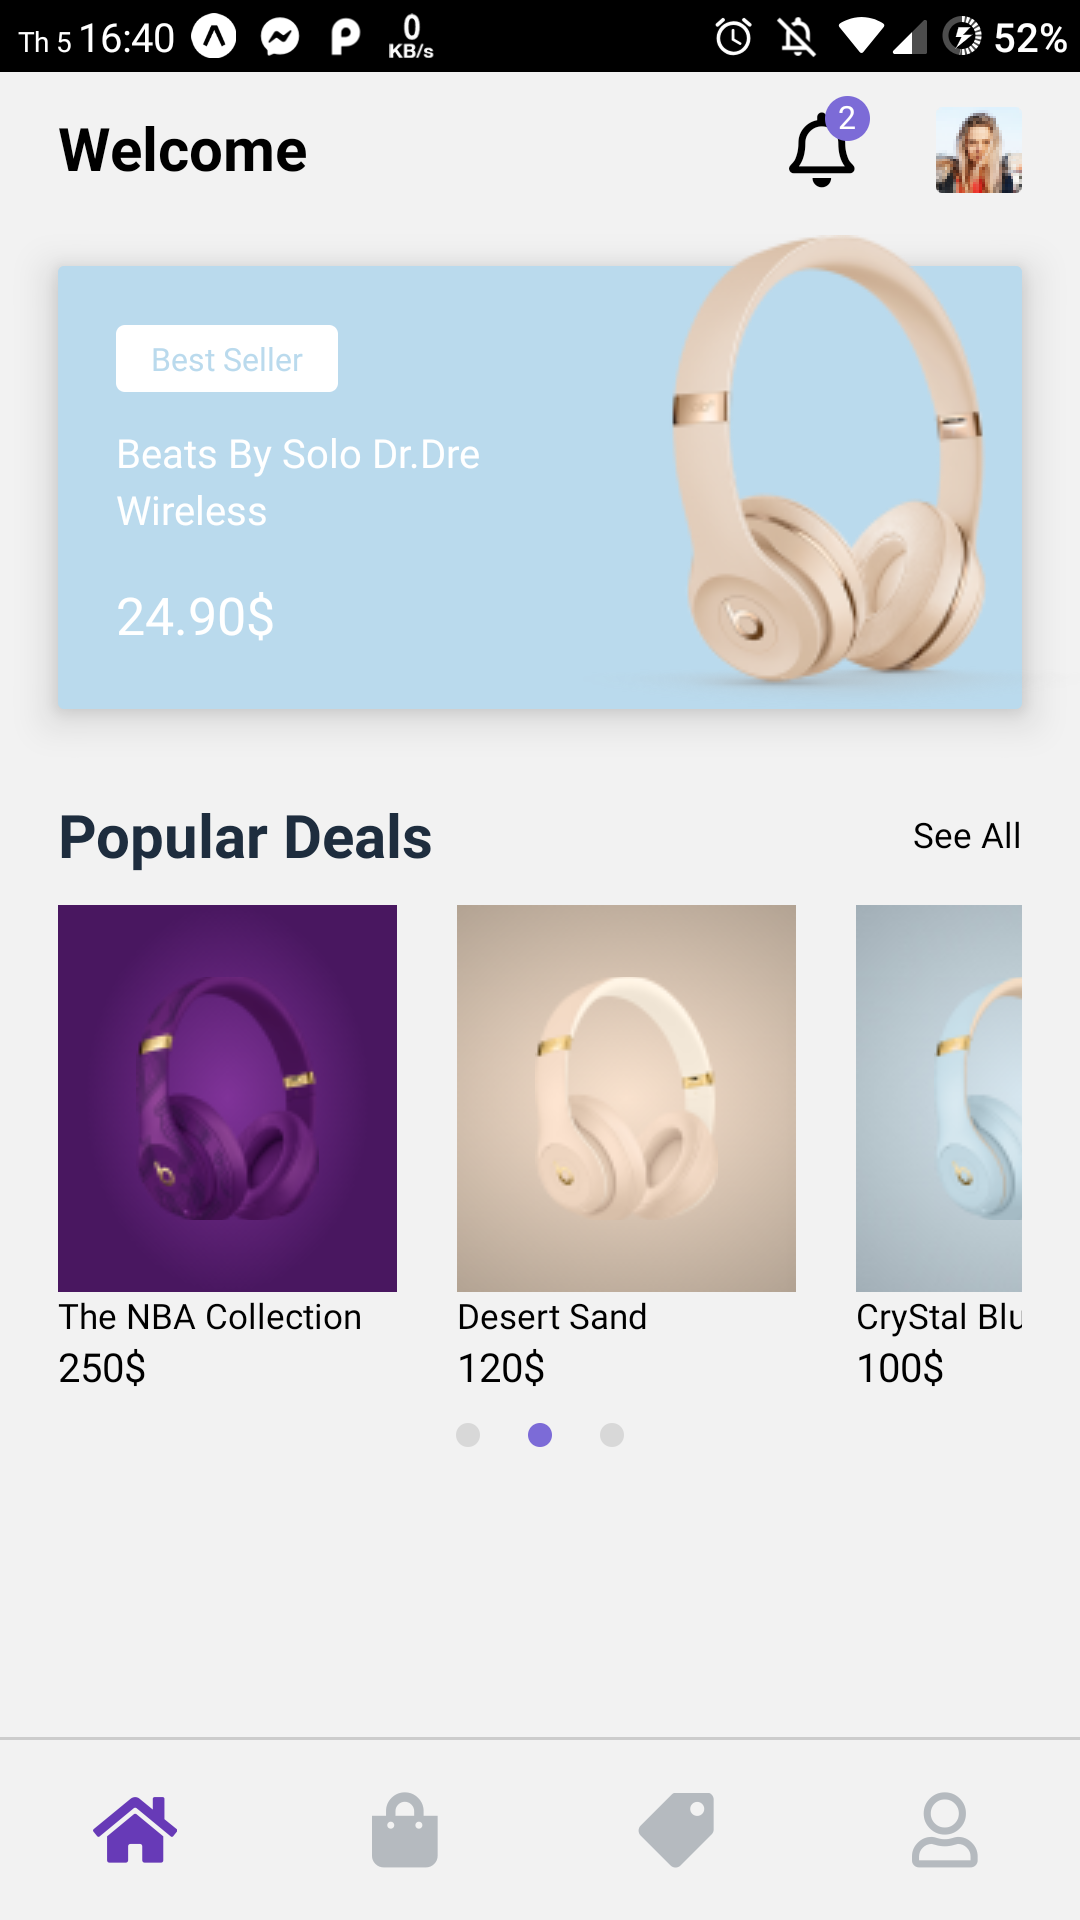 Th 5 16:40 0 KB/s 52%
Welcome
2
Best Seller
Beats By Solo Dr.Dre
Wireless
24.90$
Popular Deals
See All
The NBA Collection
250$
Desert Sand
120$
CryStal Blu
100$